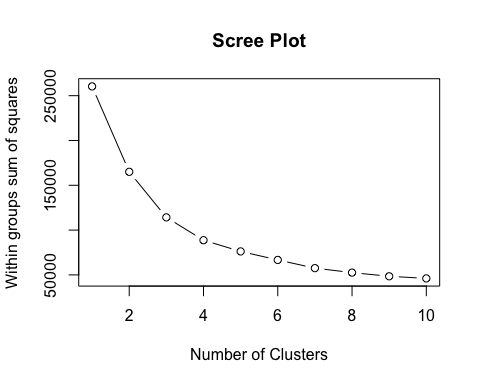 Scree Plot
Within groups sum of squares
250000
150000
50000
2 4 6 8 10
Number of Clusters